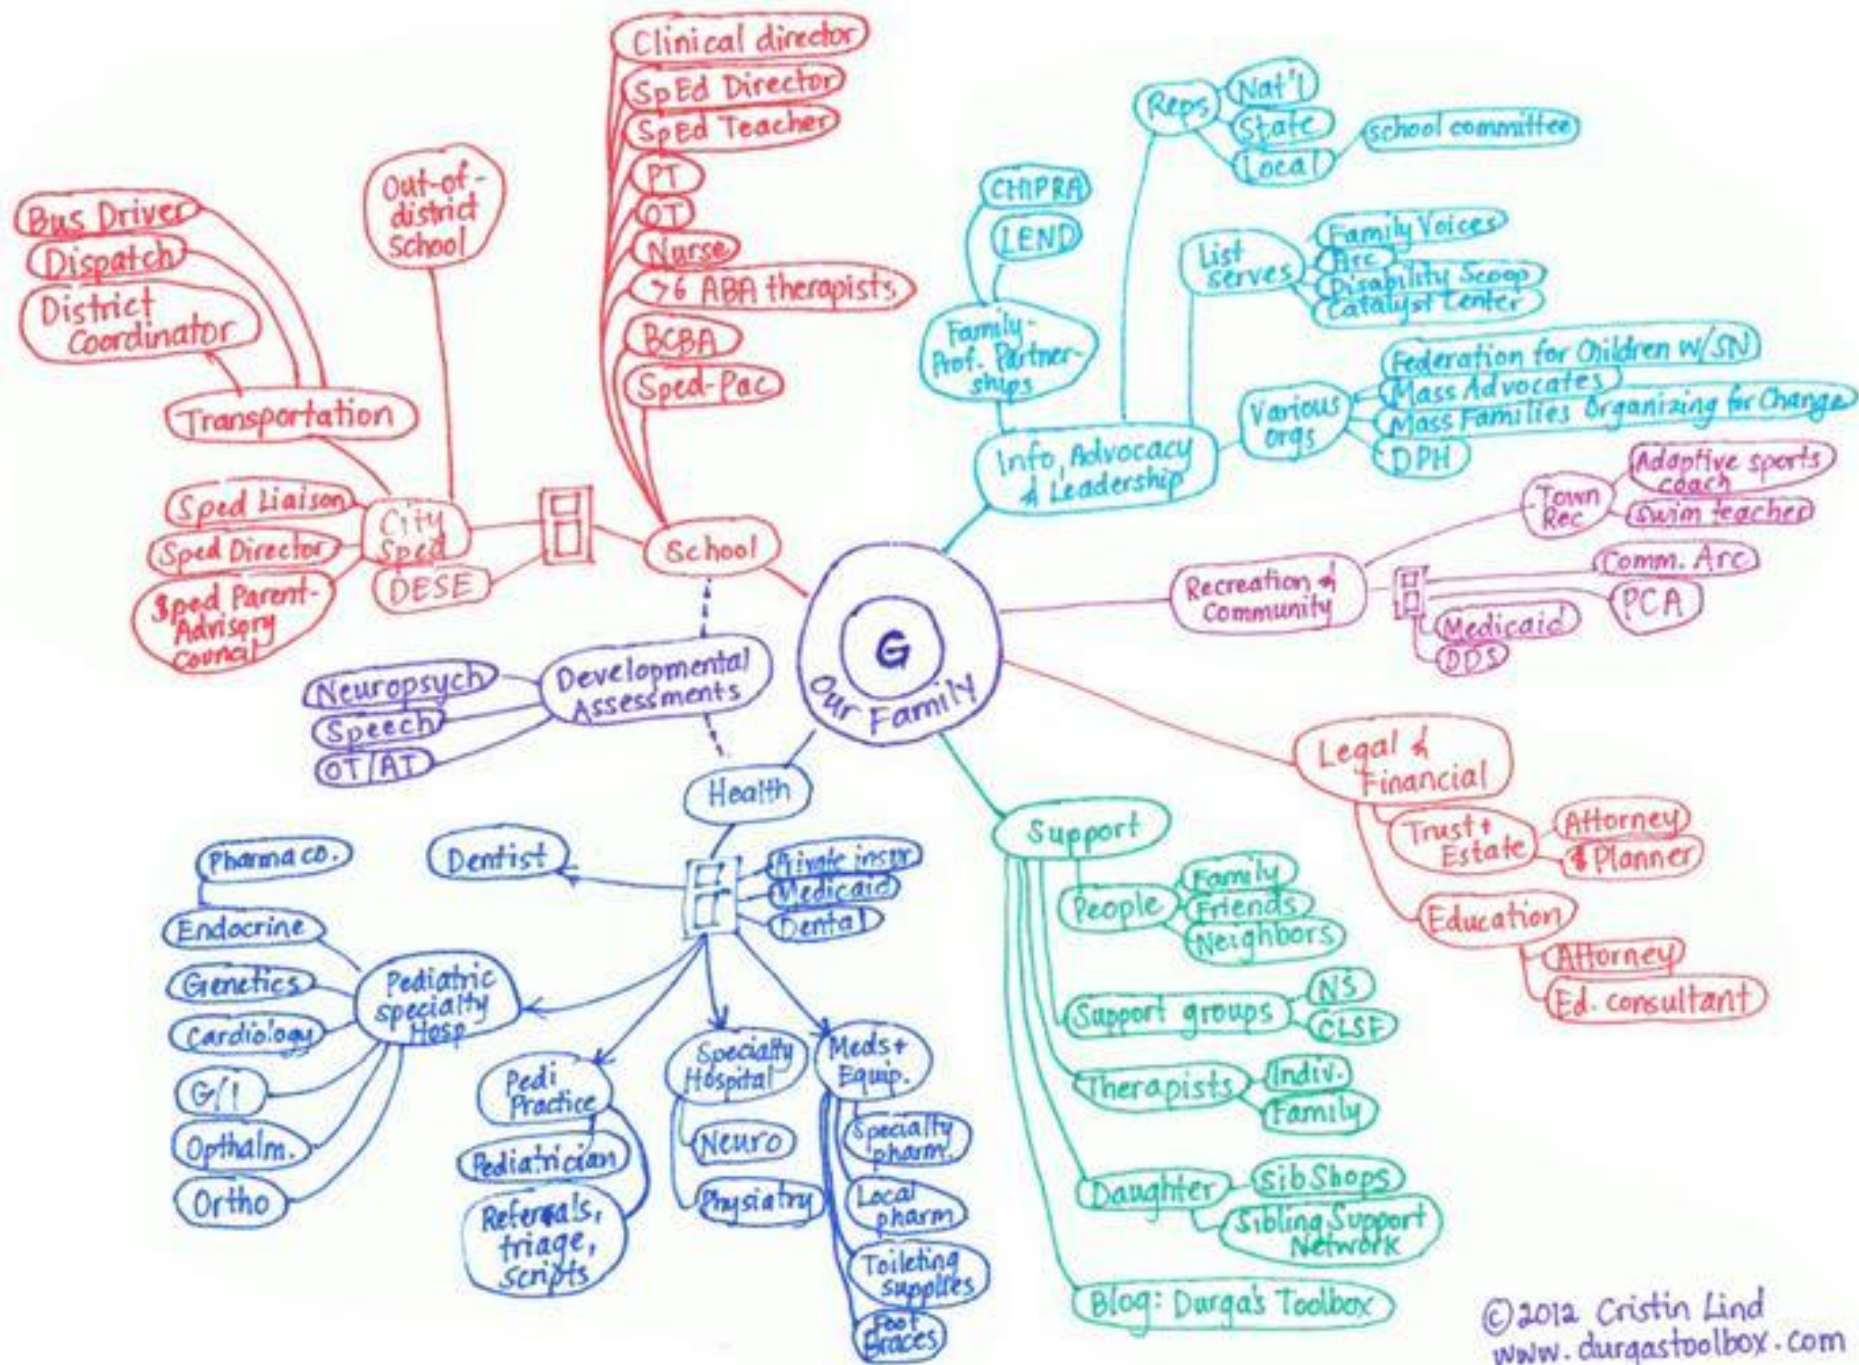 Clinical director
SpEd Director
SpEd Teacher
PT
OT
Nurse
>6 ABA therapists
BCBA
Sped-Pac
Out-of-
district
School
Bus Driver
Dispatch
District
Coordinator
Transportation
Sped Liaison
Sped Director
Sped Parent-
Advisory
Council
City
Sped
DESE
School
Reps
Nat'l
State
Local
school committee
CHIPRA
LEND
Family-
Prof. Partner-
ships
List
serves
Family Voices
Arc
Disability Scoop
Catalyst Center
Various
orgs
Federation for Children w/SN
Mass Advocates
Mass Families Organizing for Change
DPH
Info, Advocacy
& Leadership
Town
Rec
Adaptive sports
coach
Swim teacher
Recreation &
Community
Comm. Arc
PCA
Medicaid
DDS
G
Our Family
Developmental
Assessments
Neuropsych
Speech
OT/AT
Legal &
Financial
Trust +
Estate
Attorney
$ Planner
Education
Attorney
Ed. consultant
Health
Private insur
Medicaid
Dental
Dentist
Pharma co.
Endocrine
Genetics
Cardiology
G/I
Opthalm.
Ortho
Pediatric
specialty
Hosp
Pedi
Practice
Pediatrician
Referrals,
triage,
scripts
Specialty
Hospital
Neuro
Physiatry
Meds +
Equip.
Specialty
pharm.
Local
pharm
Toileting
supplies
Foot
Braces
Support
People
Family
Friends
Neighbors
Support groups
NS
CLSF
Therapists
Indiv.
Family
Daughter
SibShops
Sibling Support
Network
Blog: Durga's Toolbox
©2012 Cristin Lind
www.durgastoolbox.com